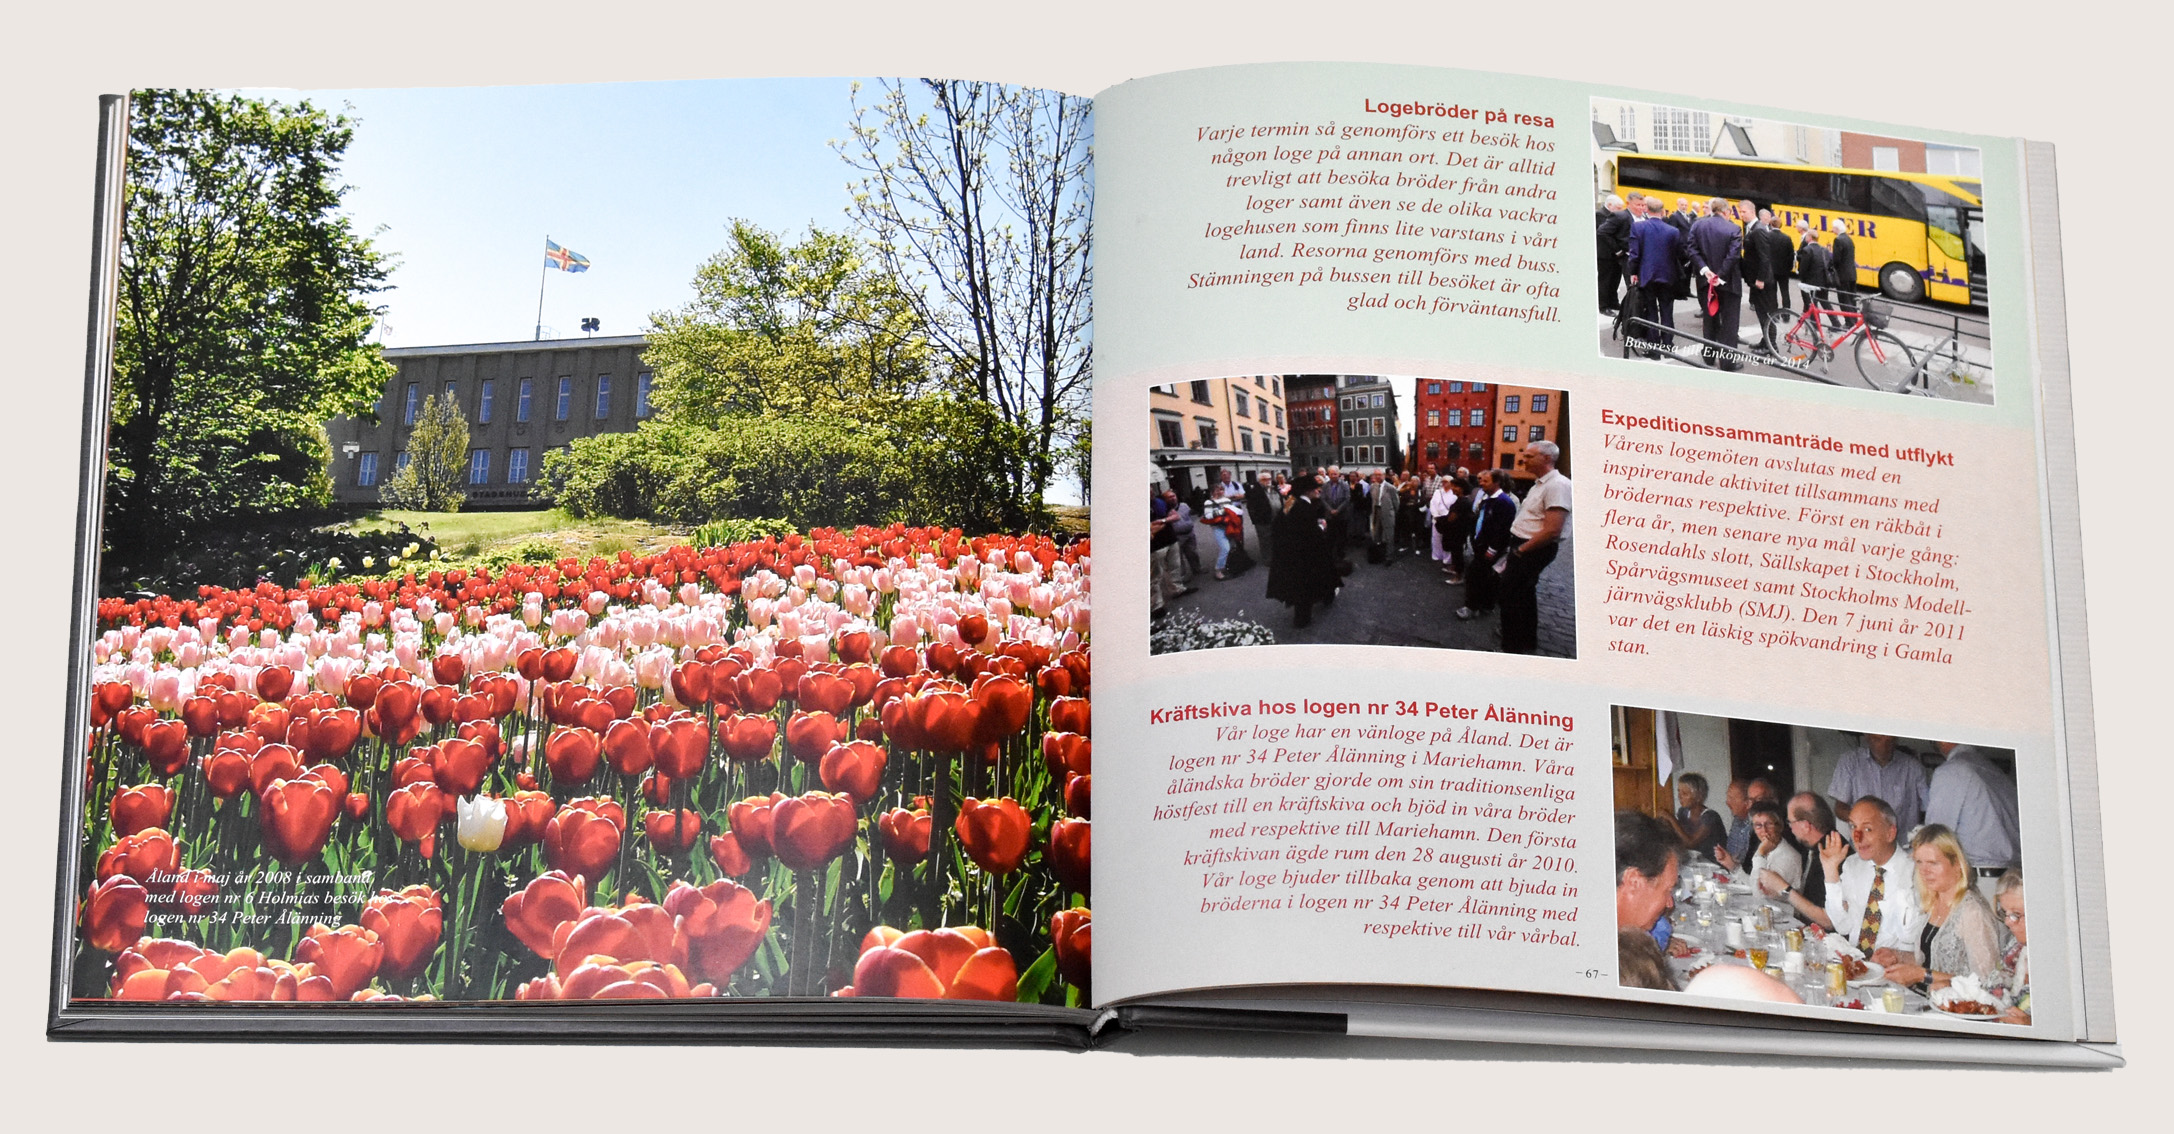 STADSHUS
Åland i maj år 2008 i samband
med logen nr 6 Holmias besök hos
logen nr 34 Peter Ålänning
Logebröder på resa
Varje termin så genomförs ett besök hos
någon loge på annan ort. Det är alltid
trevligt att besöka bröder från andra
loger samt även se de olika vackra
logehusen som finns lite varstans i vårt
land. Resorna genomförs med buss.
Stämningen på bussen till besöket är ofta
glad och förväntansfull.
VELLER
Bussresa till Enköping år 2014
Expeditionssammanträde med utflykt
Vårens logemöten avslutas med en
inspirerande aktivitet tillsammans med
brödernas respektive. Först en räkbåt i
flera år, men senare nya mål varje gång:
Rosendahls slott, Sällskapet i Stockholm,
Spårvägsmuseet samt Stockholms Modell-
järnvägsklubb (SMJ). Den 7 juni år 2011
var det en läskig spökvandring i Gamla
stan.
Kräftskiva hos logen nr 34 Peter Ålänning
Vår loge har en vänloge på Åland. Det är
logen nr 34 Peter Ålänning i Mariehamn. Våra
åländska bröder gjorde om sin traditionsenliga
höstfest till en kräftskiva och bjöd in våra bröder
med respektive till Mariehamn. Den första
kräftskivan ägde rum den 28 augusti år 2010.
Vår loge bjuder tillbaka genom att bjuda in
bröderna i logen nr 34 Peter Ålänning med
respektive till vår vårbal.
–67–